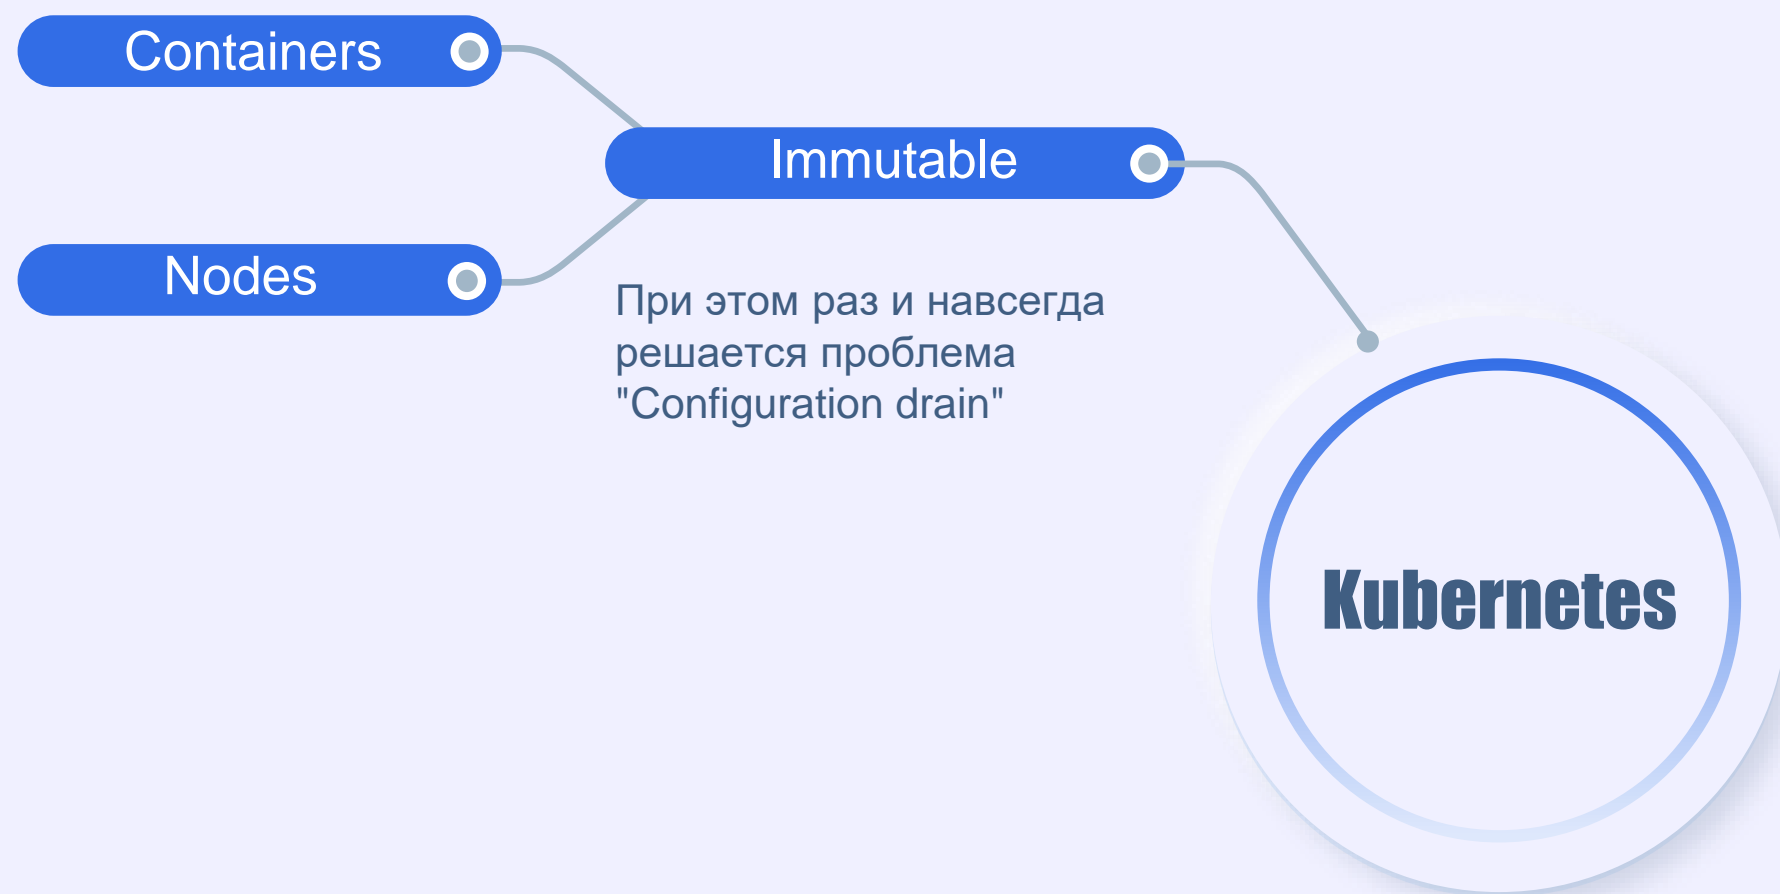 Containers
Immutable
Nodes
При этом раз и навсегда
решается проблема
"Configuration drain"
Kubernetes